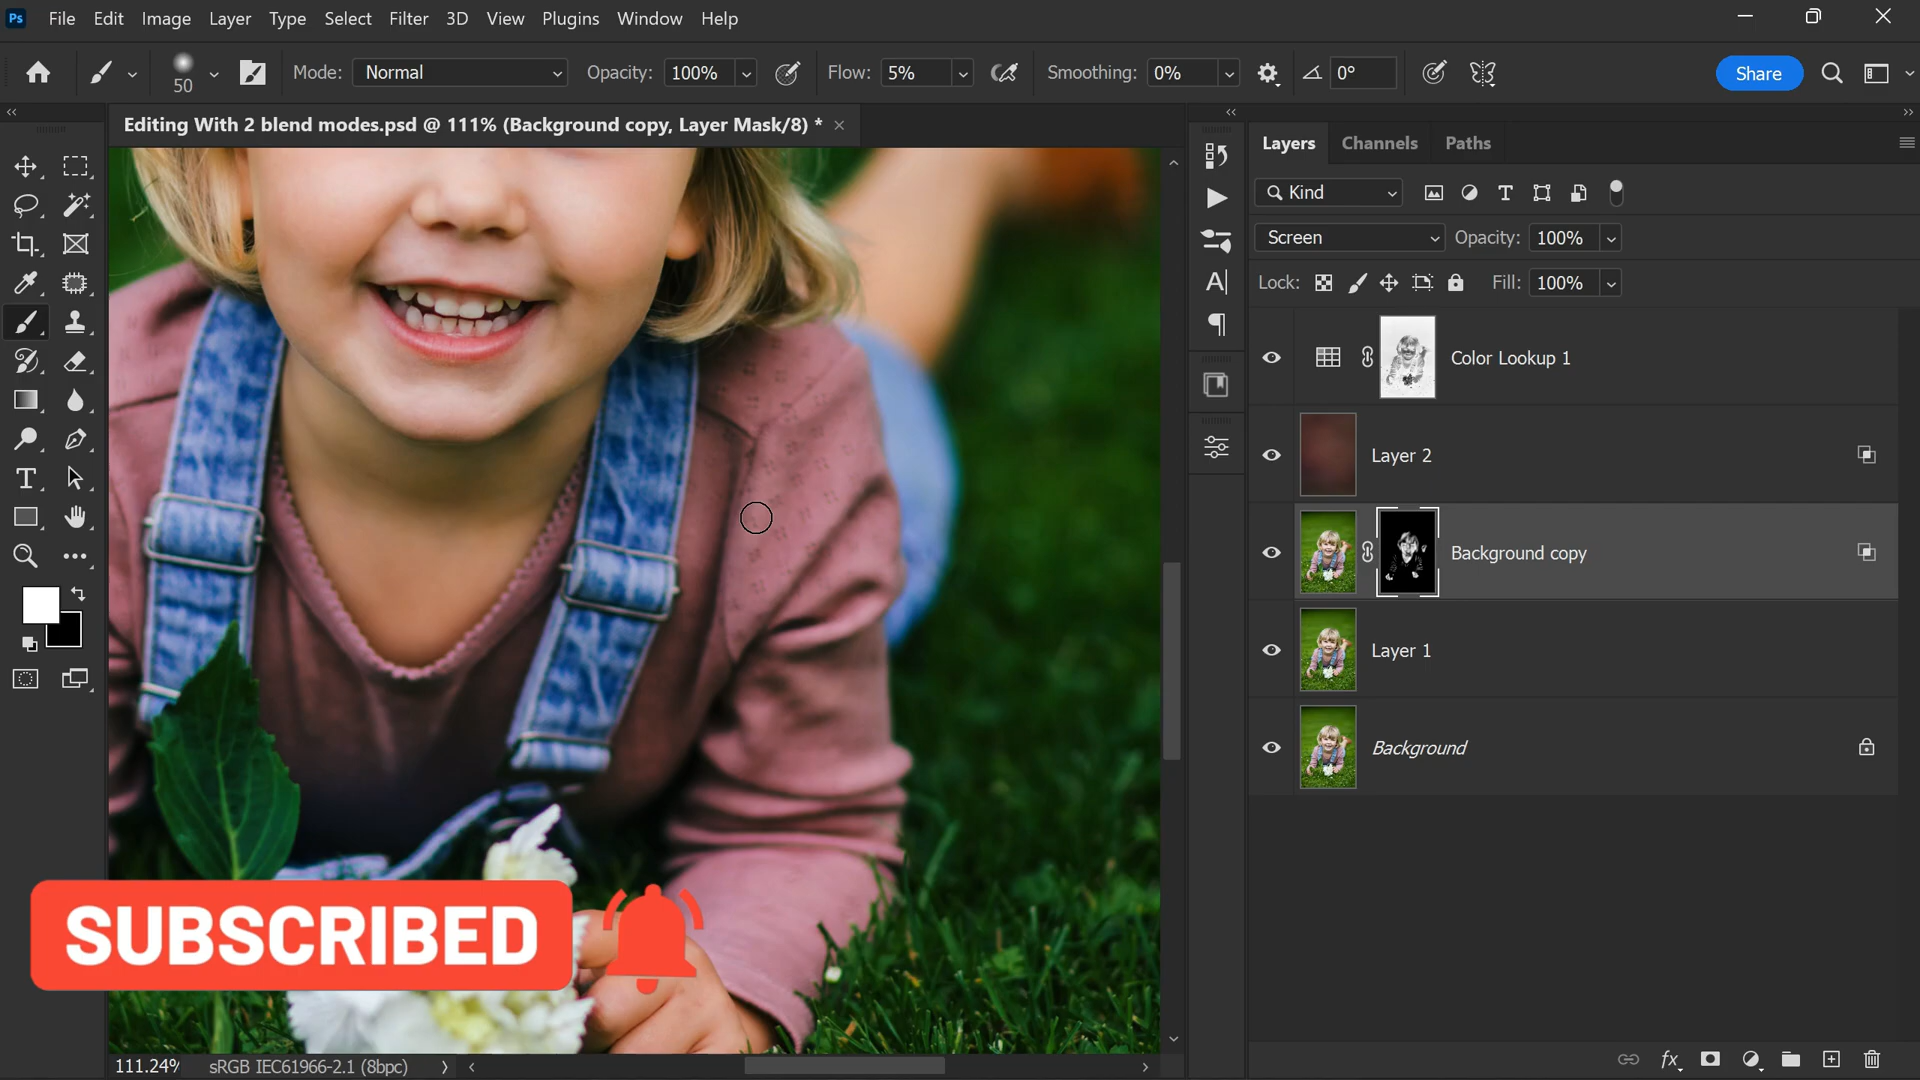 Ps File Edit Image Layer Type Select Filter 3D View Plugins Window Help
50 Mode: Normal Opacity: 100% Flow: 5% Smoothing: 0% 0° Share
Editing With 2 blend modes.psd @ 111% (Background copy, Layer Mask/8) *
Layers Channels Paths
Kind
Screen Opacity: 100%
Lock: Fill: 100%
Color Lookup 1
Layer 2
Background copy
Layer 1
Background
SUBSCRIBED
111.24% sRGB IEC61966-2.1 (8bpc)
fx